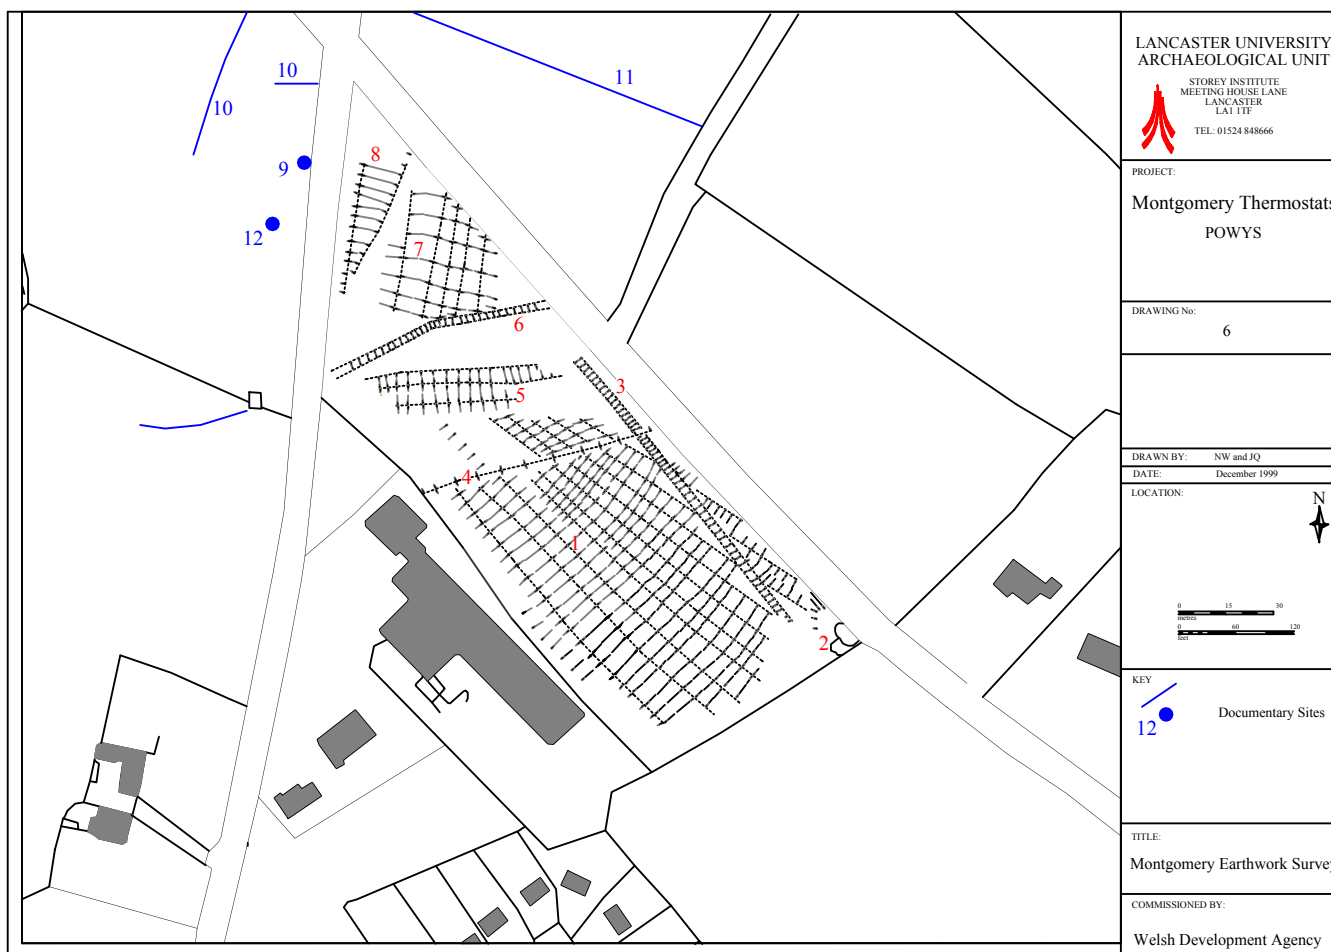 10
10
11
9
12
8
7
6
5
3
4
1
2
LANCASTER UNIVERSITY
ARCHAEOLOGICAL UNIT
STOREY INSTITUTE
MEETING HOUSE LANE
LANCASTER
LA1 1TF
TEL: 01524 848666
PROJECT:
Montgomery Thermostats
POWYS
DRAWING No:
6
DRAWN BY: NW and JQ
DATE: December 1999
LOCATION:
N
0 15 30
metres
0 60 120
feet
KEY
12 Documentary Sites
TITLE:
Montgomery Earthwork Survey
COMMISSIONED BY:
Welsh Development Agency